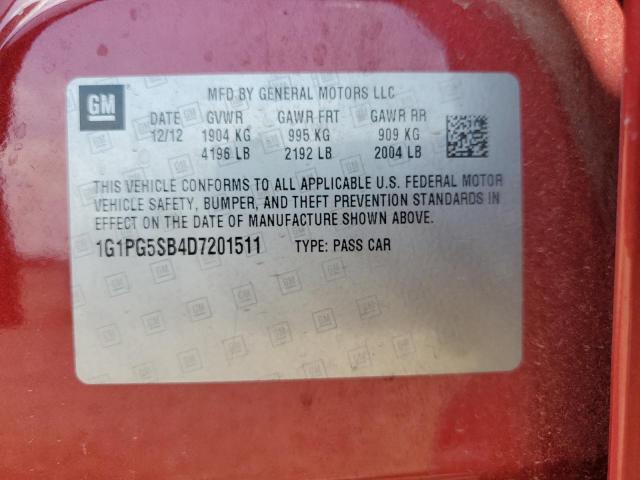 GM
MFD BY GENERAL MOTORS LLC
DATE GVWR GAWR FRT GAWR RR
12/12 1904 KG 995 KG 909 KG
4196 LB 2192 LB 2004 LB
THIS VEHICLE CONFORMS TO ALL APPLICABLE U.S. FEDERAL MOTOR
VEHICLE SAFETY, BUMPER, AND THEFT PREVENTION STANDARDS IN
EFFECT ON THE DATE OF MANUFACTURE SHOWN ABOVE.
1G1PG5SB4D7201511 TYPE: PASS CAR